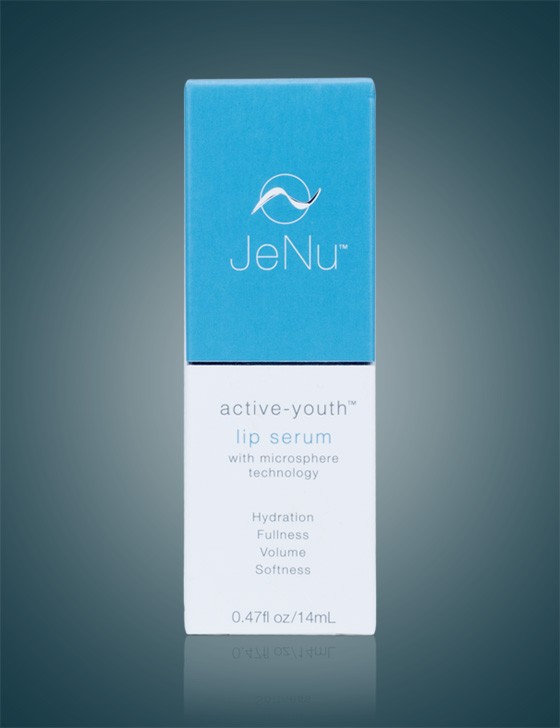 JeNu™
active-youth™
lip serum
with microsphere
technology
Hydration
Fullness
Volume
Softness
0.47fl oz/14mL